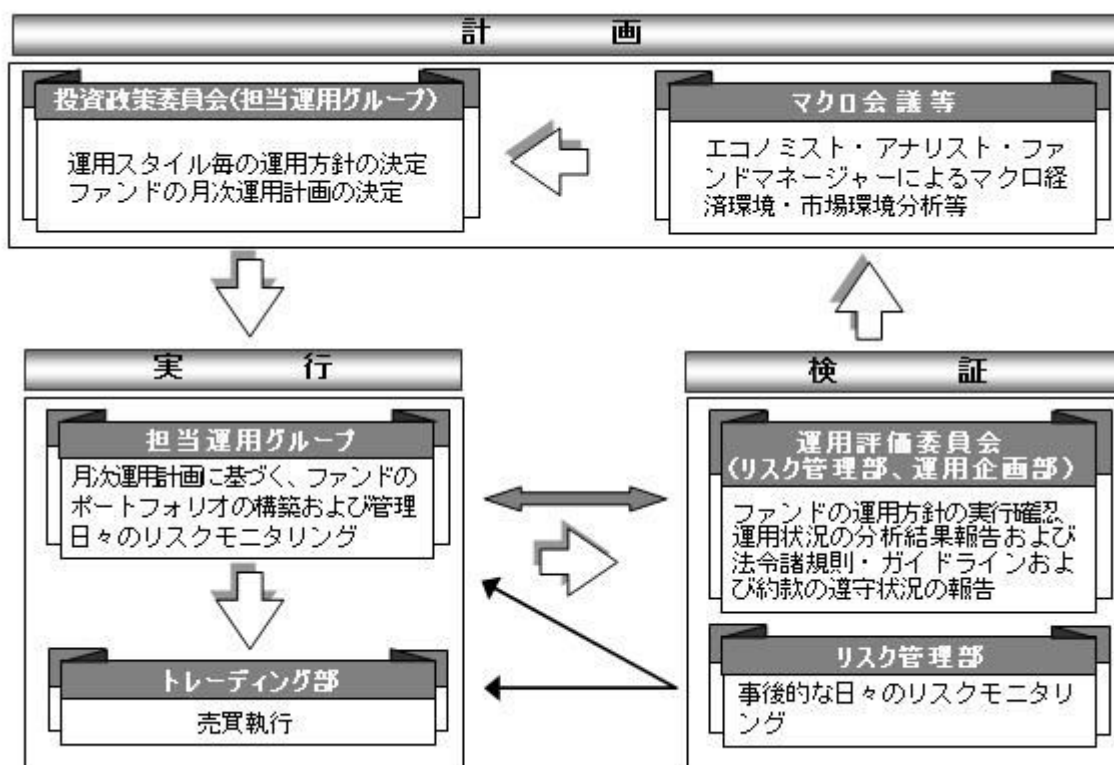 計画
投資政策委員会(担当運用グループ)
運用スタイル毎の運用方針の決定
ファンドの月次運用計画の決定
マクロ会議等
エコノミスト・アナリスト・ファ
ンドマネージャーによるマクロ経
済環境・市場環境分析等
実行
担当運用グループ
月次運用計画に基づく、ファンドの
ポートフォリオの構築および管理
日々のリスクモニタリング
トレーディング部
売買執行
検証
運用評価委員会
(リスク管理部、運用企画部)
ファンドの運用方針の実行確認、
運用状況の分析結果報告および
法令諸規則・ガイドラインおよ
び約款の遵守状況の報告
リスク管理部
事後的な日々のリスクモニタリ
ング